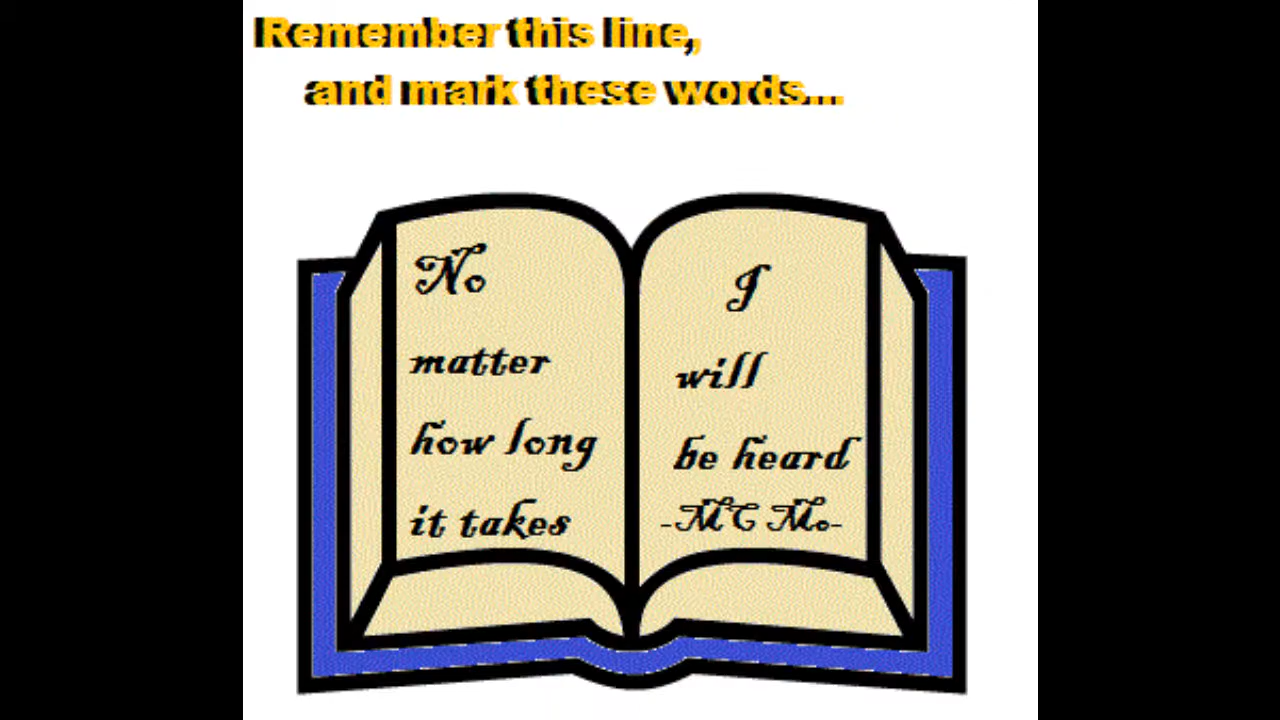 Remember this line,
and mark these words...
No
matter
how long
it takes
I
will
be heard
-MC Mo-